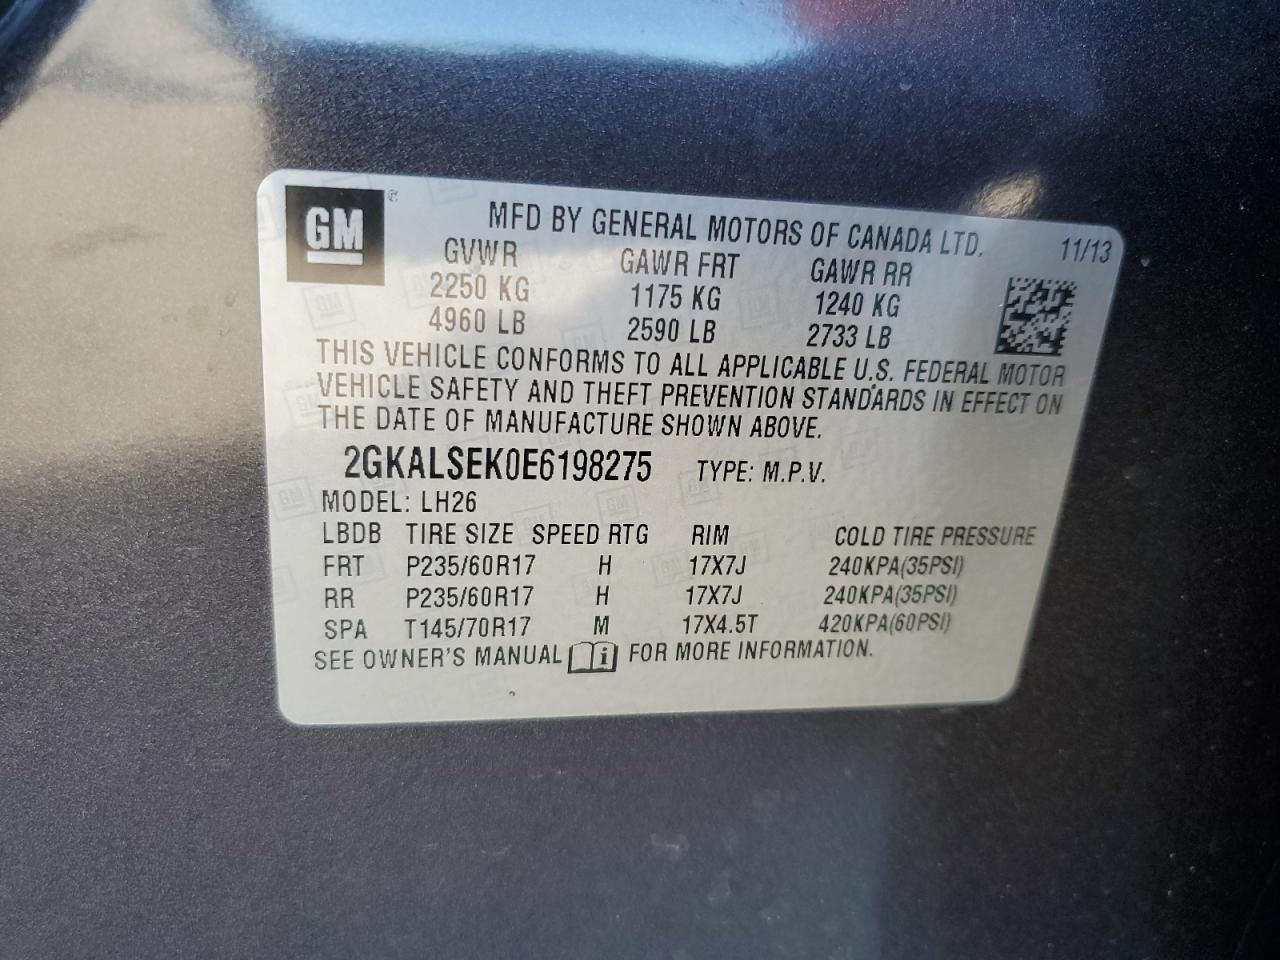 GM ®
MFD BY GENERAL MOTORS OF CANADA LTD. 11/13
GVWR GAWR FRT GAWR RR
2250 KG 1175 KG 1240 KG
4960 LB 2590 LB 2733 LB
THIS VEHICLE CONFORMS TO ALL APPLICABLE U.S. FEDERAL MOTOR
VEHICLE SAFETY AND THEFT PREVENTION STANDARDS IN EFFECT ON
THE DATE OF MANUFACTURE SHOWN ABOVE.
2GKALSEK0E6198275 TYPE: M.P.V.
MODEL: LH26
LBDB TIRE SIZE SPEED RTG RIM COLD TIRE PRESSURE
FRT P235/60R17 H 17X7J 240KPA(35PSI)
RR P235/60R17 H 17X7J 240KPA(35PSI)
SPA T145/70R17 M 17X4.5T 420KPA(60PSI)
SEE OWNER'S MANUAL i FOR MORE INFORMATION.